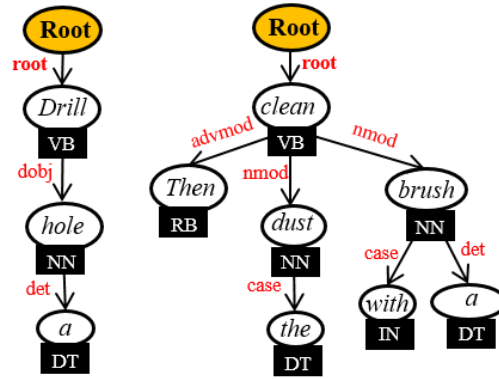 Root
root
Drill
VB
dobj
hole
NN
det
a
DT
Root
root
clean
VB
advmod
nmod
nmod
Then
RB
dust
NN
brush
NN
case
case
det
the
DT
with
IN
a
DT